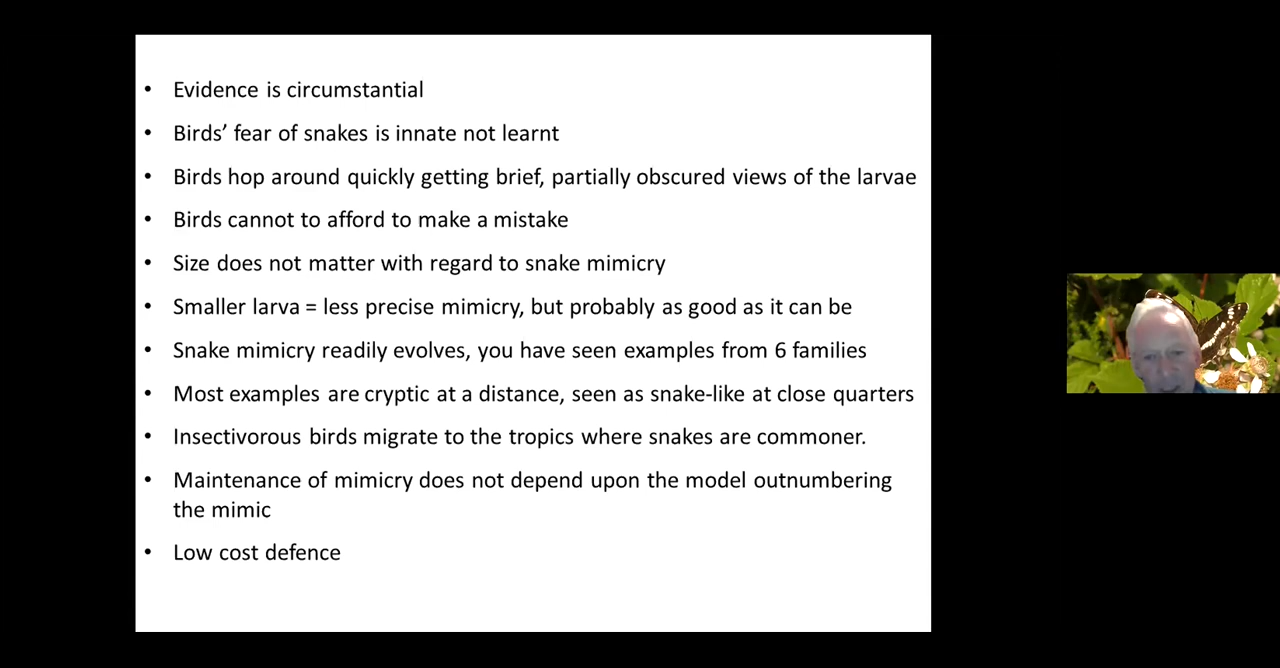 • Evidence is circumstantial
• Birds’ fear of snakes is innate not learnt
• Birds hop around quickly getting brief, partially obscured views of the larvae
• Birds cannot to afford to make a mistake
• Size does not matter with regard to snake mimicry
• Smaller larva = less precise mimicry, but probably as good as it can be
• Snake mimicry readily evolves, you have seen examples from 6 families
• Most examples are cryptic at a distance, seen as snake-like at close quarters
• Insectivorous birds migrate to the tropics where snakes are commoner.
• Maintenance of mimicry does not depend upon the model outnumbering
the mimic
• Low cost defence